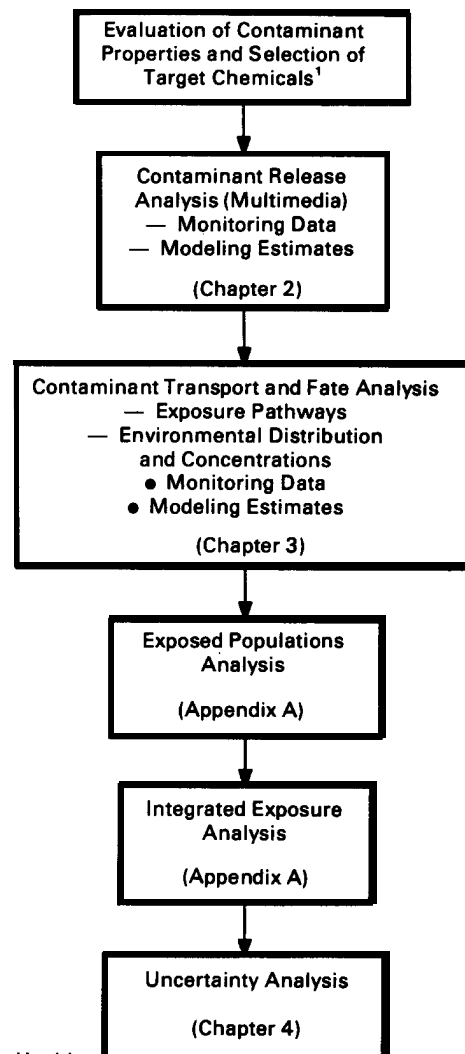 Evaluation of Contaminant
Properties and Selection of
Target Chemicals¹
Contaminant Release
Analysis (Multimedia)
— Monitoring Data
— Modeling Estimates
(Chapter 2)
Contaminant Transport and Fate Analysis
— Exposure Pathways
— Environmental Distribution
and Concentrations
● Monitoring Data
● Modeling Estimates
(Chapter 3)
Exposed Populations
Analysis
(Appendix A)
Integrated Exposure
Analysis
(Appendix A)
Uncertainty Analysis
(Chapter 4)